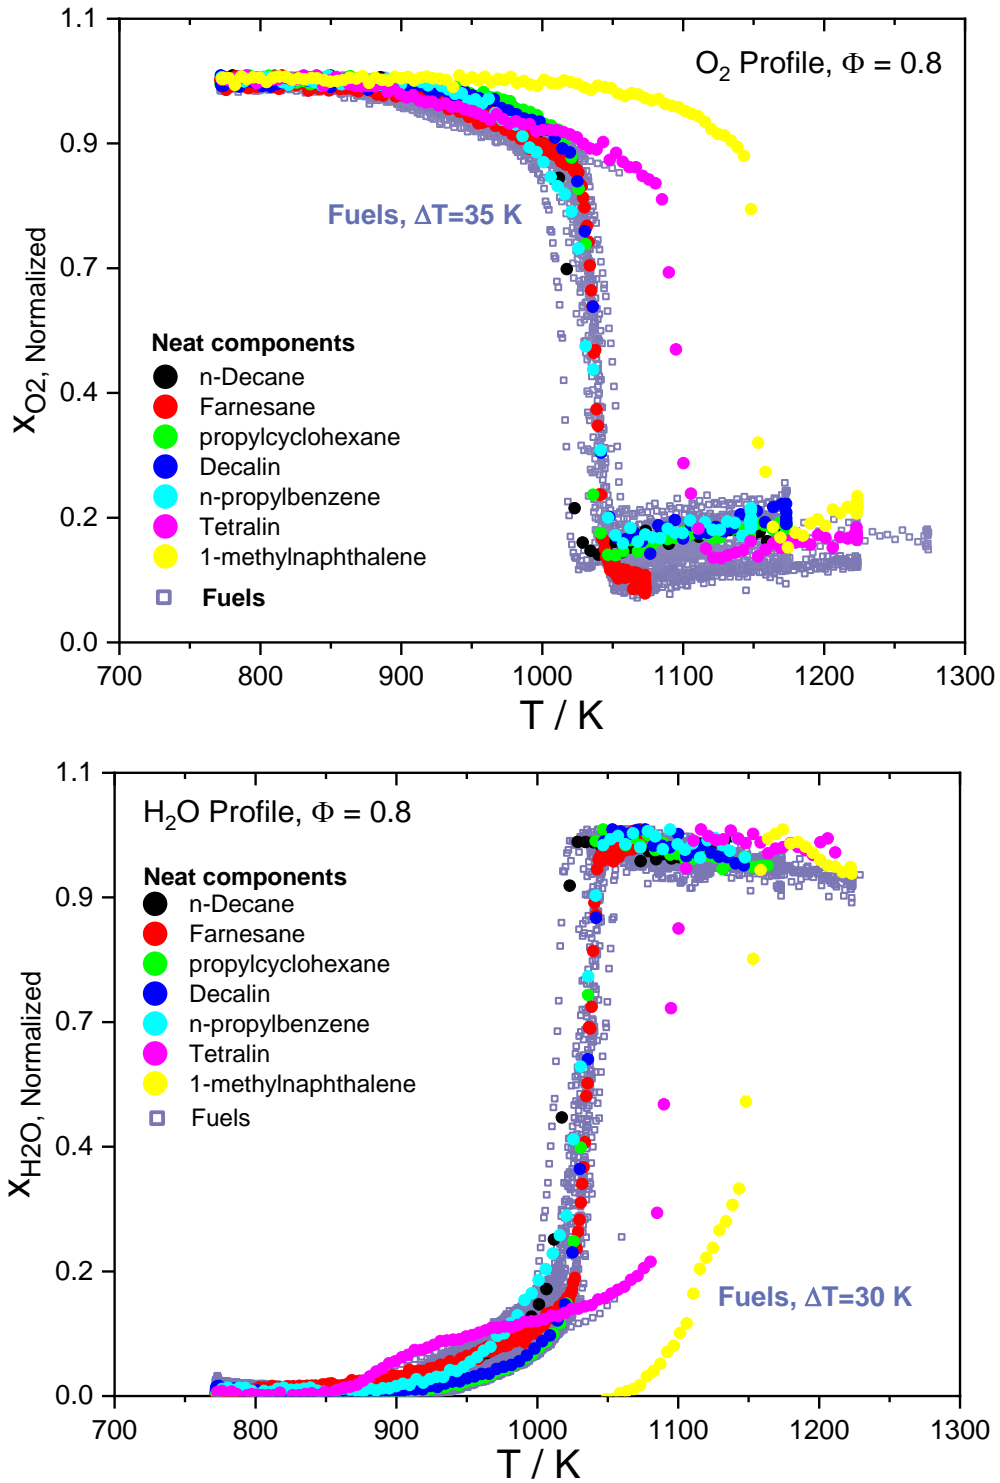 O2 Profile, Φ = 0.8
1.1
0.9
0.7
0.4
0.2
0.0
XO2, Normalized
Fuels, ΔT=35 K
Neat components
n-Decane
Farnesane
propylcyclohexane
Decalin
n-propylbenzene
Tetralin
1-methylnaphthalene
Fuels
700 800 900 1000 1100 1200 1300
T / K
H2O Profile, Φ = 0.8
1.1
0.9
0.7
0.4
0.2
0.0
XH2O, Normalized
Neat components
n-Decane
Farnesane
propylcyclohexane
Decalin
n-propylbenzene
Tetralin
1-methylnaphthalene
Fuels
Fuels, ΔT=30 K
700 800 900 1000 1100 1200 1300
T / K